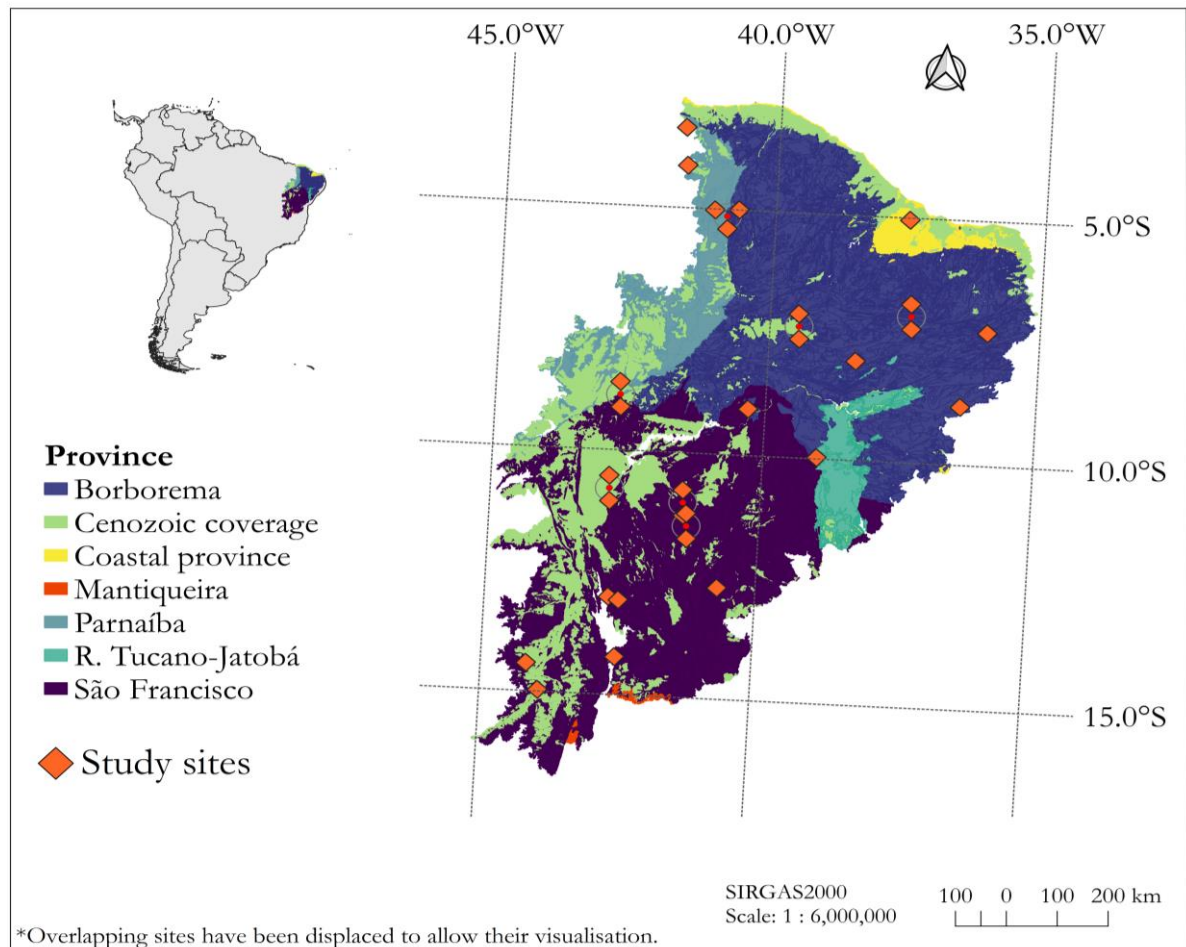 45.0°W 40.0°W 35.0°W
5.0°S
10.0°S
15.0°S
Province
Borborema
Cenozoic coverage
Coastal province
Mantiqueira
Parnaíba
R. Tucano-Jatobá
São Francisco
Study sites
SIRGAS2000
Scale: 1 : 6,000,000
100 0 100 200 km
*Overlapping sites have been displaced to allow their visualisation.